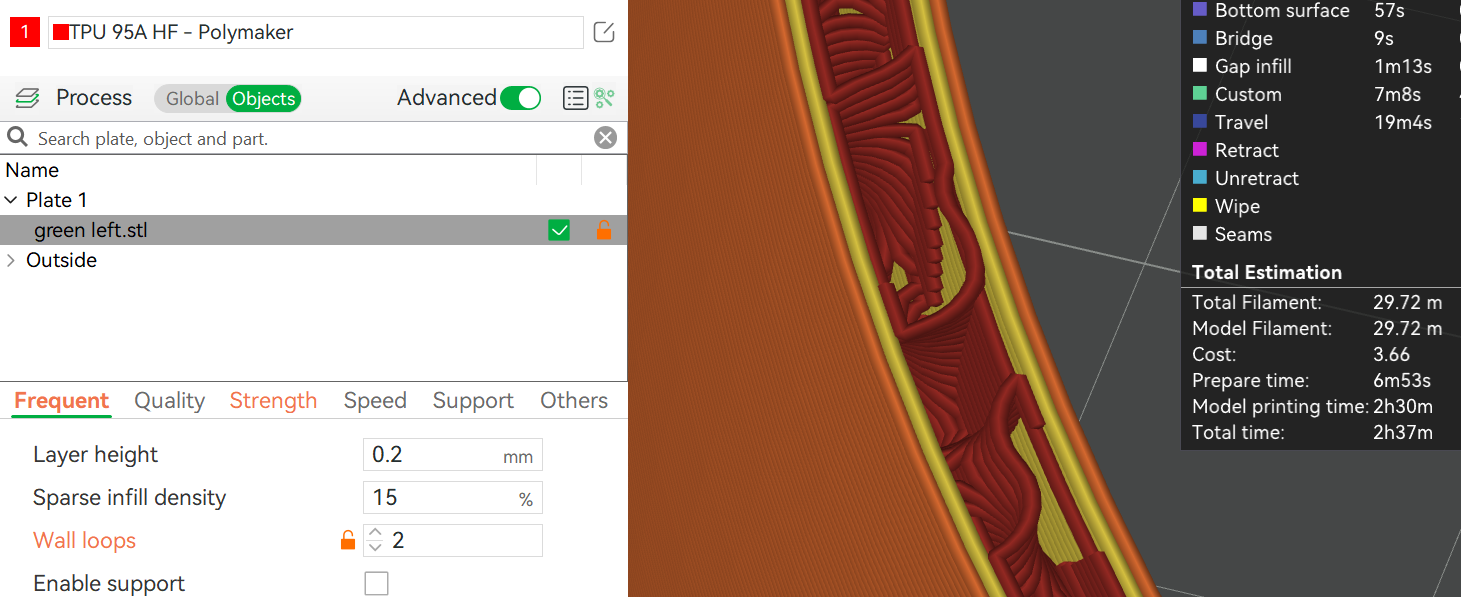 1 TPU 95A HF - Polymaker
Process Global Objects Advanced
Search plate, object and part.
Name
Plate 1
green left.stl
Outside
Frequent Quality Strength Speed Support Others
Layer height 0.2 mm
Sparse infill density 15 %
Wall loops 2
Enable support
Bottom surface 57s
Bridge 9s
Gap infill 1m13s
Custom 7m8s
Travel 19m4s
Retract
Unretract
Wipe
Seams
Total Estimation
Total Filament: 29.72 m
Model Filament: 29.72 m
Cost: 3.66
Prepare time: 6m53s
Model printing time: 2h30m
Total time: 2h37m